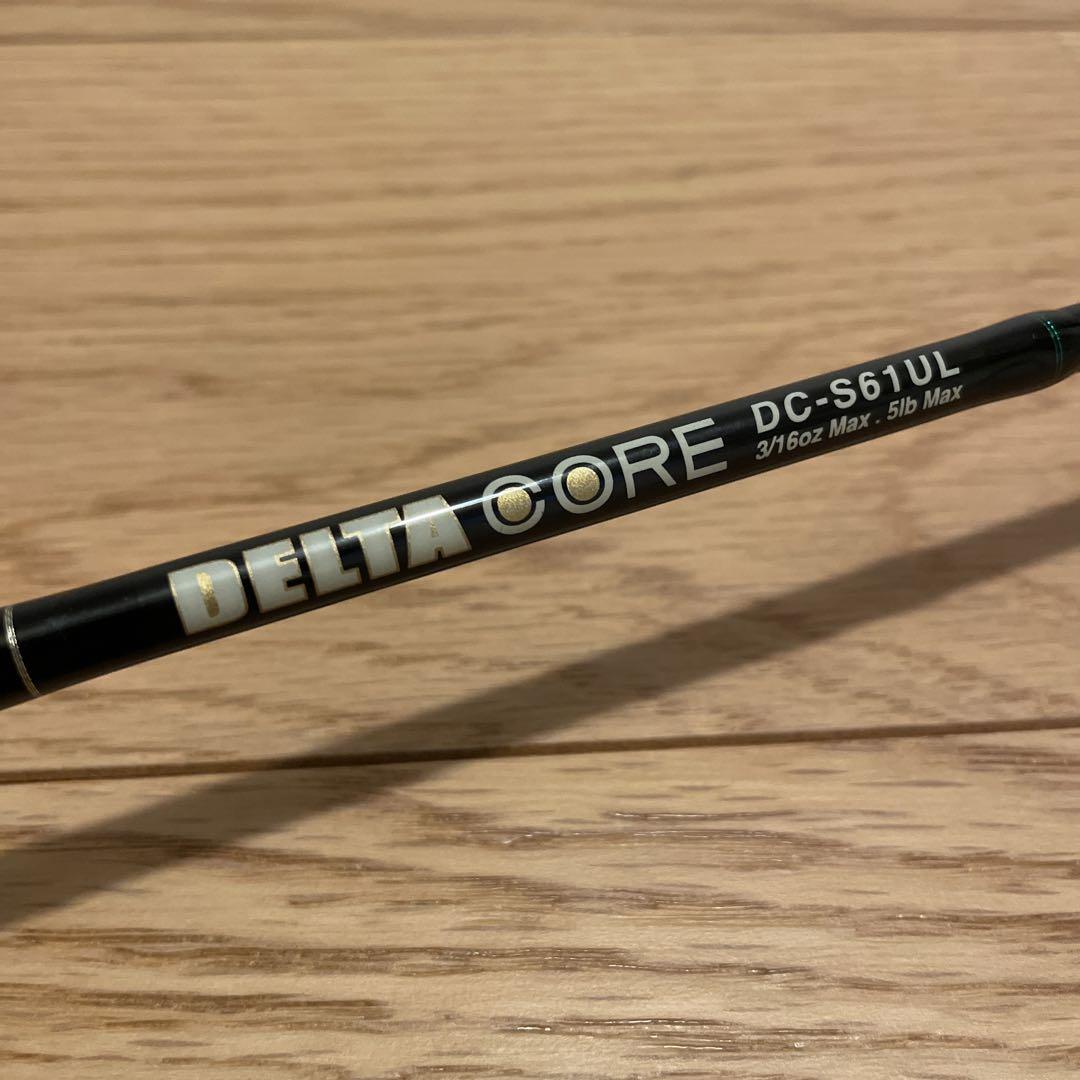 DELTA CORE DC-S61UL
3/16oz Max . 5lb Max